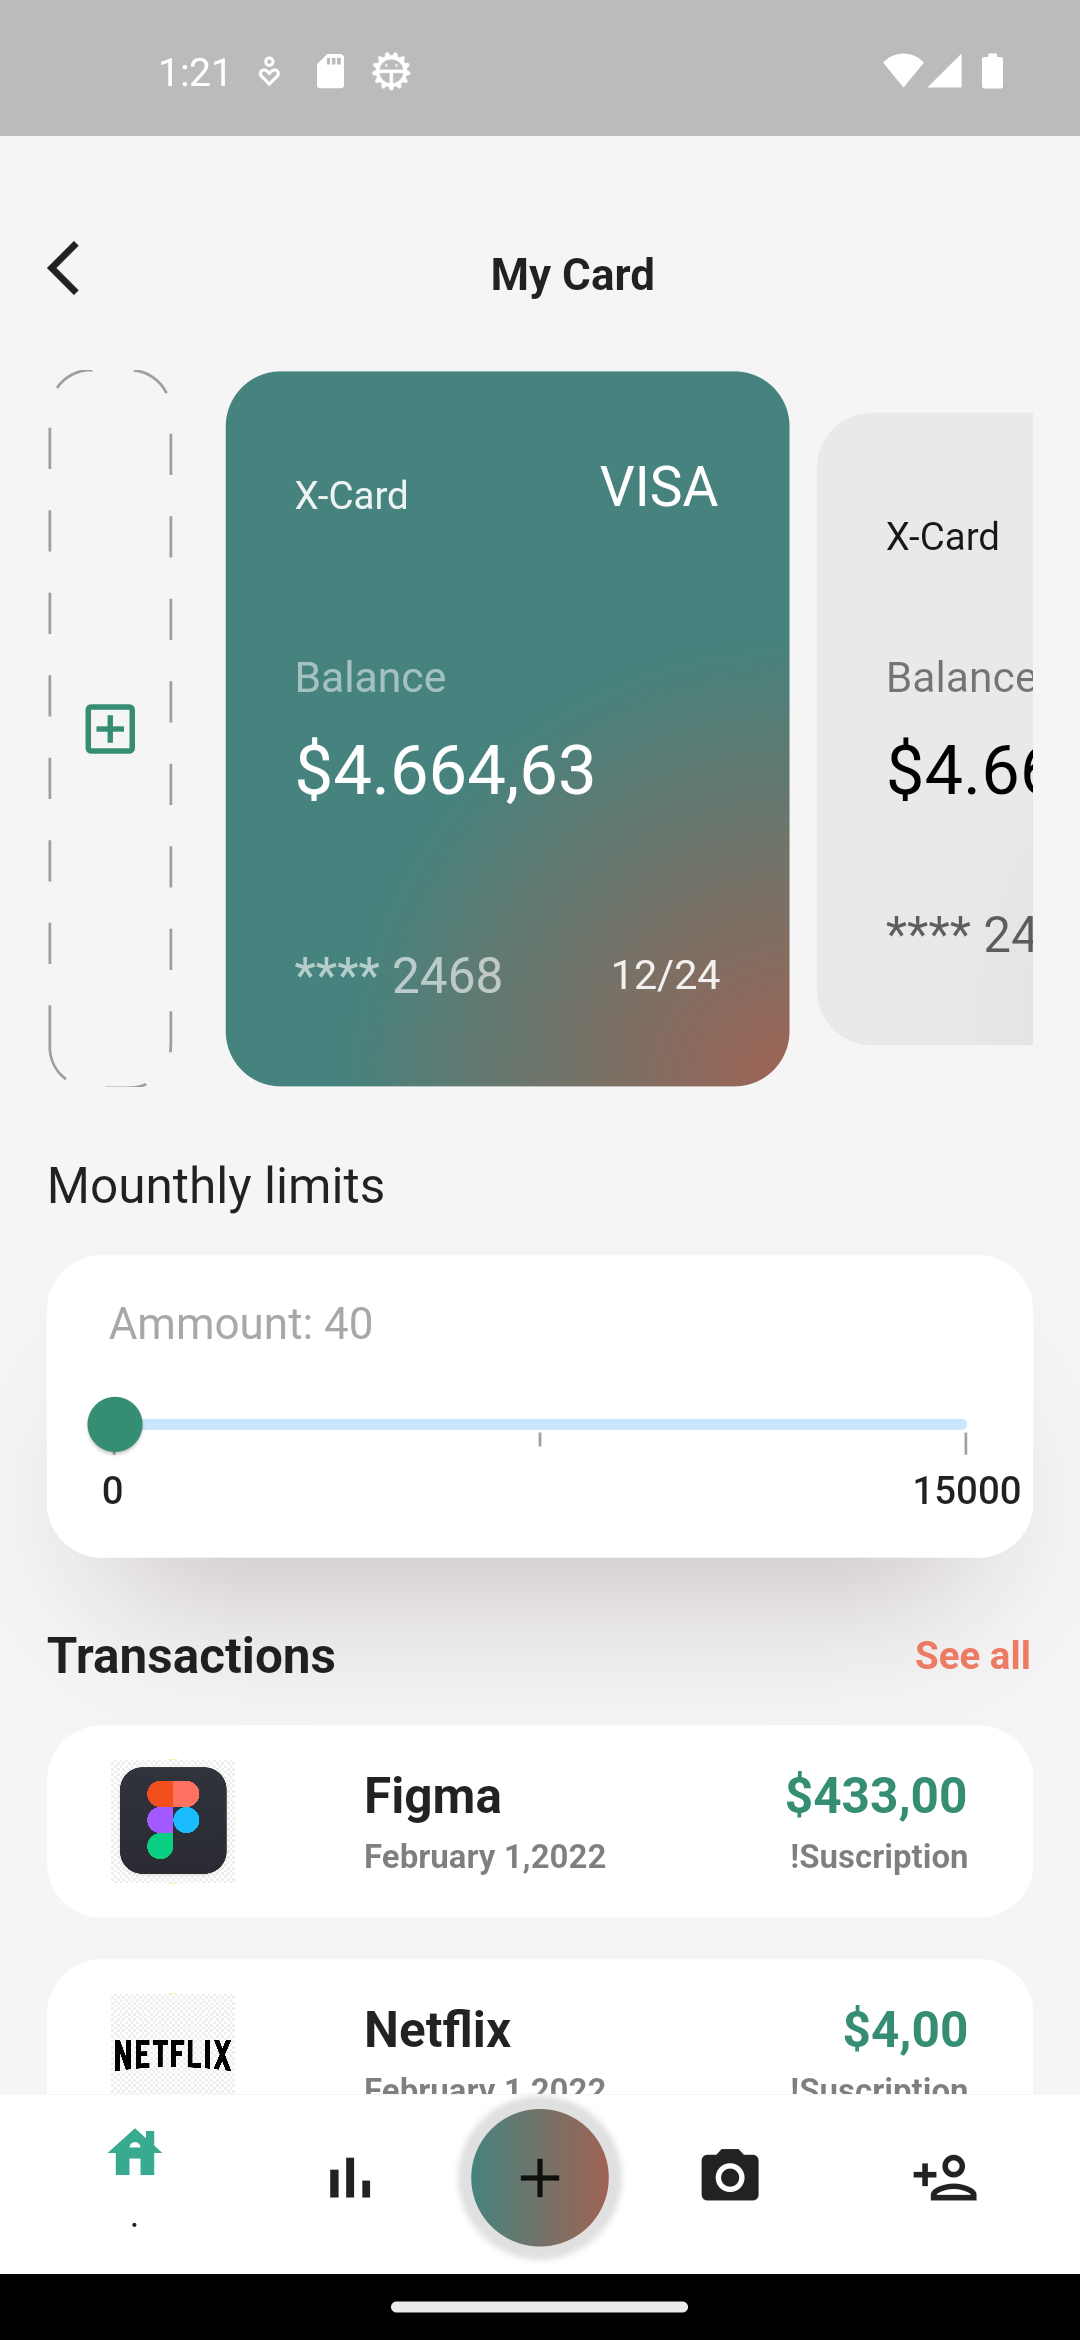 1:21
My Card
X-Card
VISA
Balance
$4.664,63
**** 2468
12/24
X-Card
Balance
$4.66
**** 24
Mounthly limits
Ammount: 40
0
15000
Transactions
See all
Figma
$433,00
February 1,2022
!Suscription
NETFLIX
Netflix
$4,00
February 1,2022
!Suscription